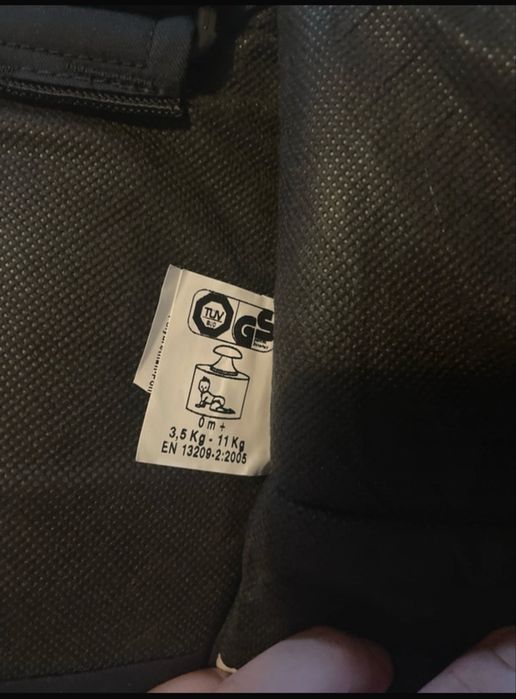 TÜV
SÜD
GS
0 m +
3,5 Kg - 11 Kg
EN 13209-2:2005